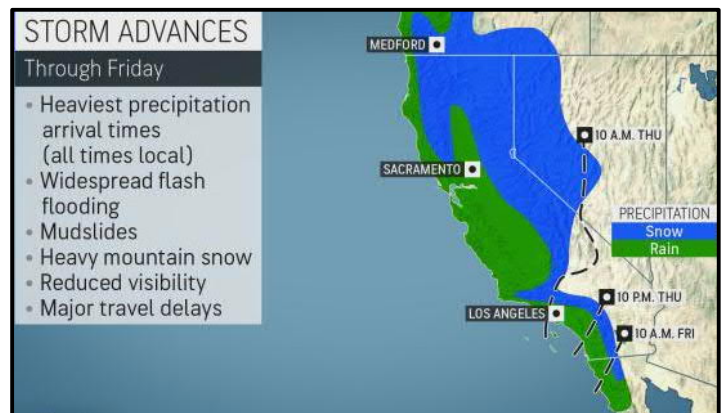 STORM ADVANCES
Through Friday
• Heaviest precipitation
arrival times
(all times local)
• Widespread flash
flooding
• Mudslides
• Heavy mountain snow
• Reduced visibility
• Major travel delays
MEDFORD
10 A.M. THU
SACRAMENTO
PRECIPITATION
Snow
Rain
10 P.M. THU
LOS ANGELES
10 A.M. FRI